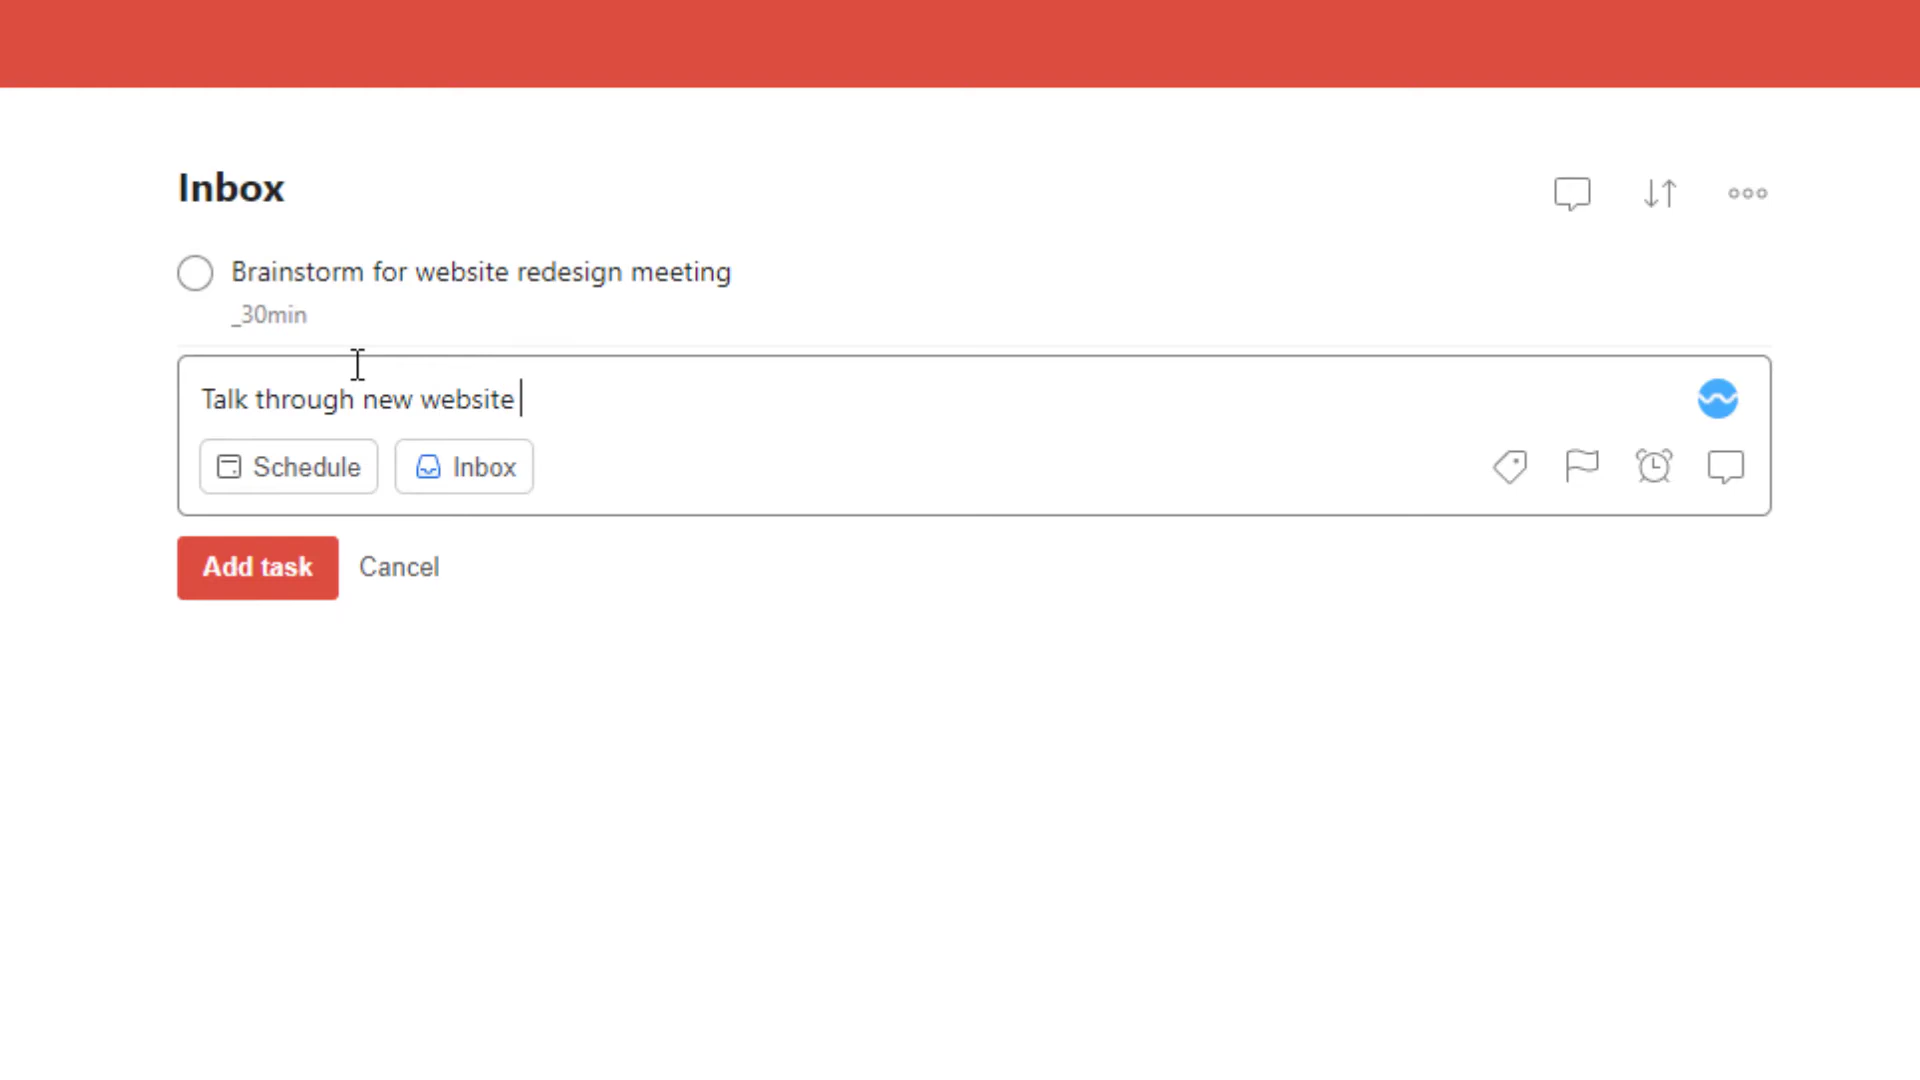 Inbox
Brainstorm for website redesign meeting
_30min
Talk through new website
Schedule
Inbox
Add task
Cancel